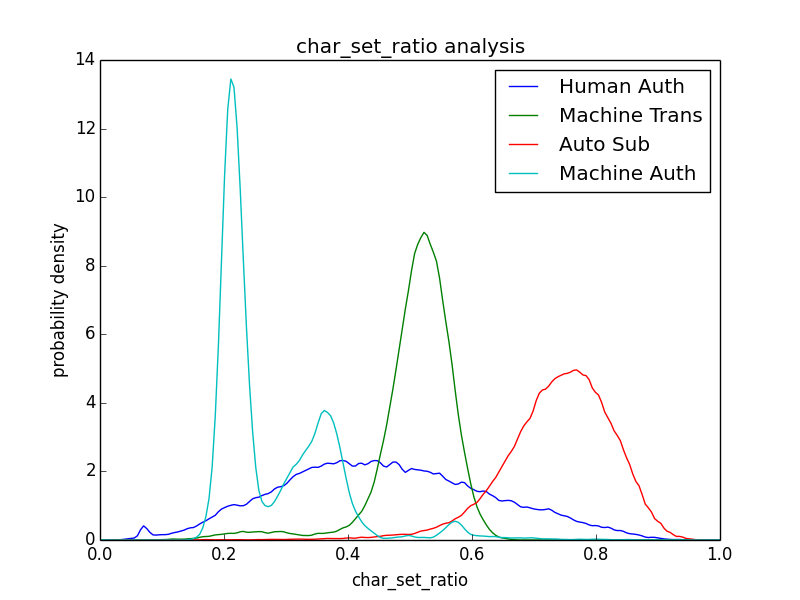 char_set_ratio analysis
14
12
10
8
6
4
2
0
probability density
Human Auth
Machine Trans
Auto Sub
Machine Auth
0.0 0.2 0.4 0.6 0.8 1.0
char_set_ratio